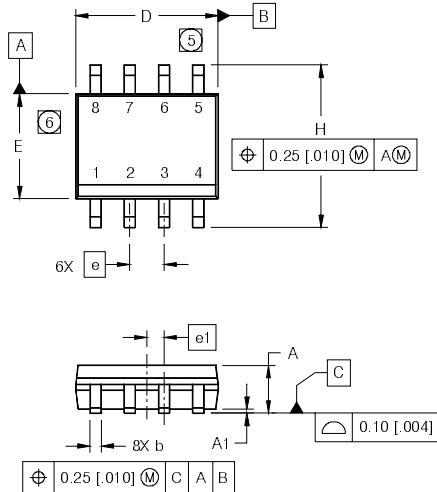 D
5
B
A
8 7 6 5
6
E
H
⌖ 0.25 [.010] Ⓜ AⓂ
1 2 3 4
6X e
e1
A
C
A1
8X b
⌓ 0.10 [.004]
⌖ 0.25 [.010] Ⓜ C A B